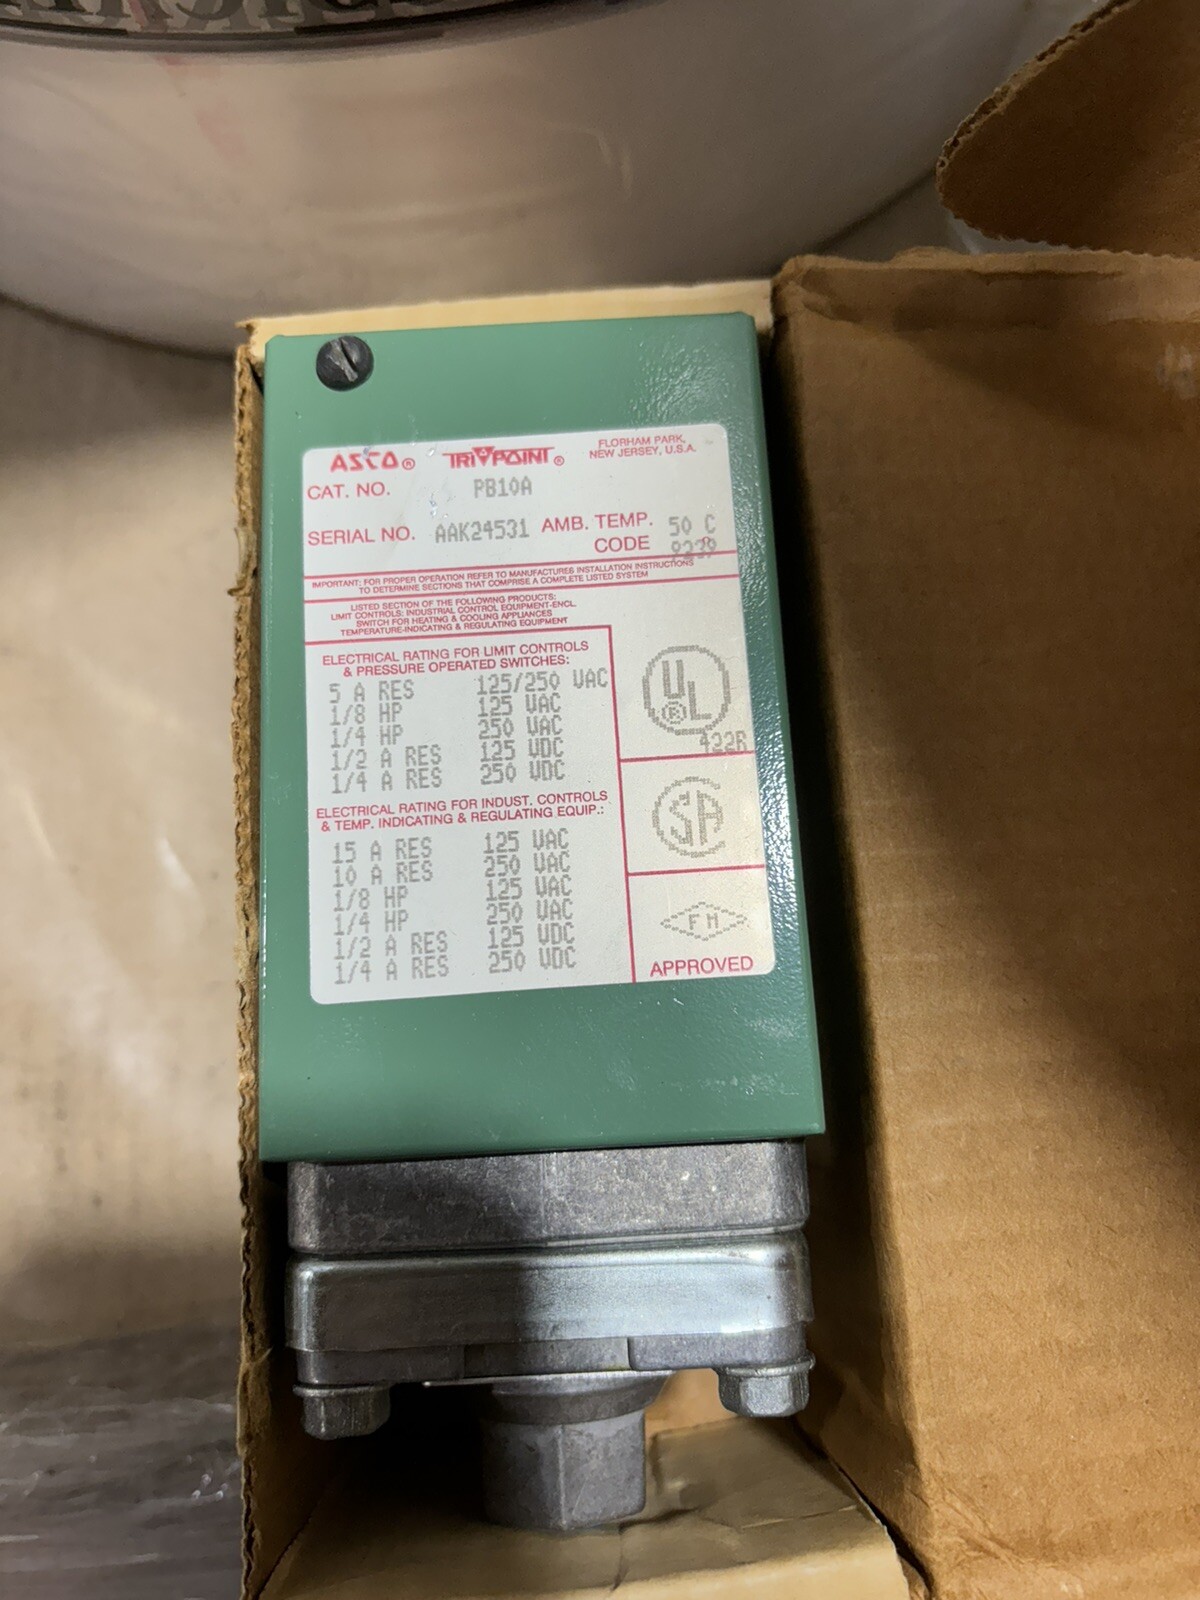 ASCO® TRI-POINT® FLORHAM PARK,
NEW JERSEY, U.S.A.
CAT. NO. PB10A
SERIAL NO. AAK24531 AMB. TEMP. 50 C
CODE
IMPORTANT: FOR PROPER OPERATION REFER TO MANUFACTURES INSTALLATION INSTRUCTIONS
TO DETERMINE SECTIONS THAT COMPRISE A COMPLETE LISTED SYSTEM
LISTED SECTION OF THE FOLLOWING PRODUCTS:
LIMIT CONTROLS: INDUSTRIAL CONTROL EQUIPMENT-ENCL.
SWITCH FOR HEATING & COOLING APPLIANCES
TEMPERATURE-INDICATING & REGULATING EQUIPMENT
ELECTRICAL RATING FOR LIMIT CONTROLS
& PRESSURE OPERATED SWITCHES:
5 A RES 125/250 VAC
1/8 HP 125 VAC
1/4 HP 250 VAC
1/2 A RES 125 VDC
1/4 A RES 250 VDC
ELECTRICAL RATING FOR INDUST. CONTROLS
& TEMP. INDICATING & REGULATING EQUIP.:
15 A RES 125 VAC
10 A RES 250 VAC
1/8 HP 125 VAC
1/4 HP 250 VAC
1/2 A RES 125 VDC
1/4 A RES 250 VDC
UL®
422R
SA
FM
APPROVED